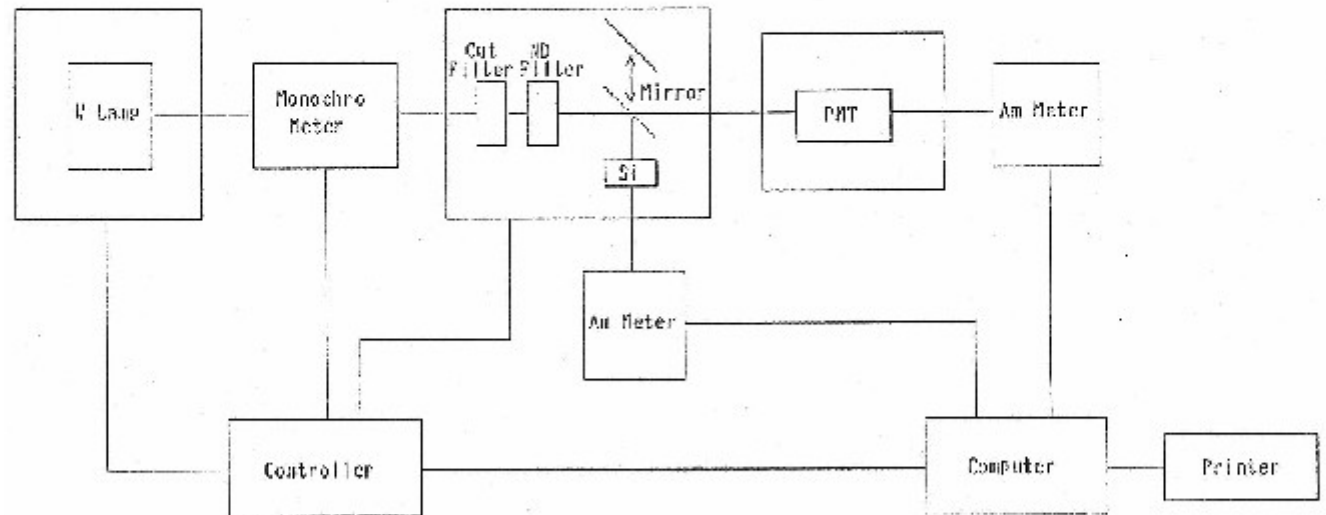 Cut ND
Filter Filter
W Lamp
Monochro
Meter
Mirror
PMT
Am Meter
Si
Am Meter
Controller
Computer
Printer